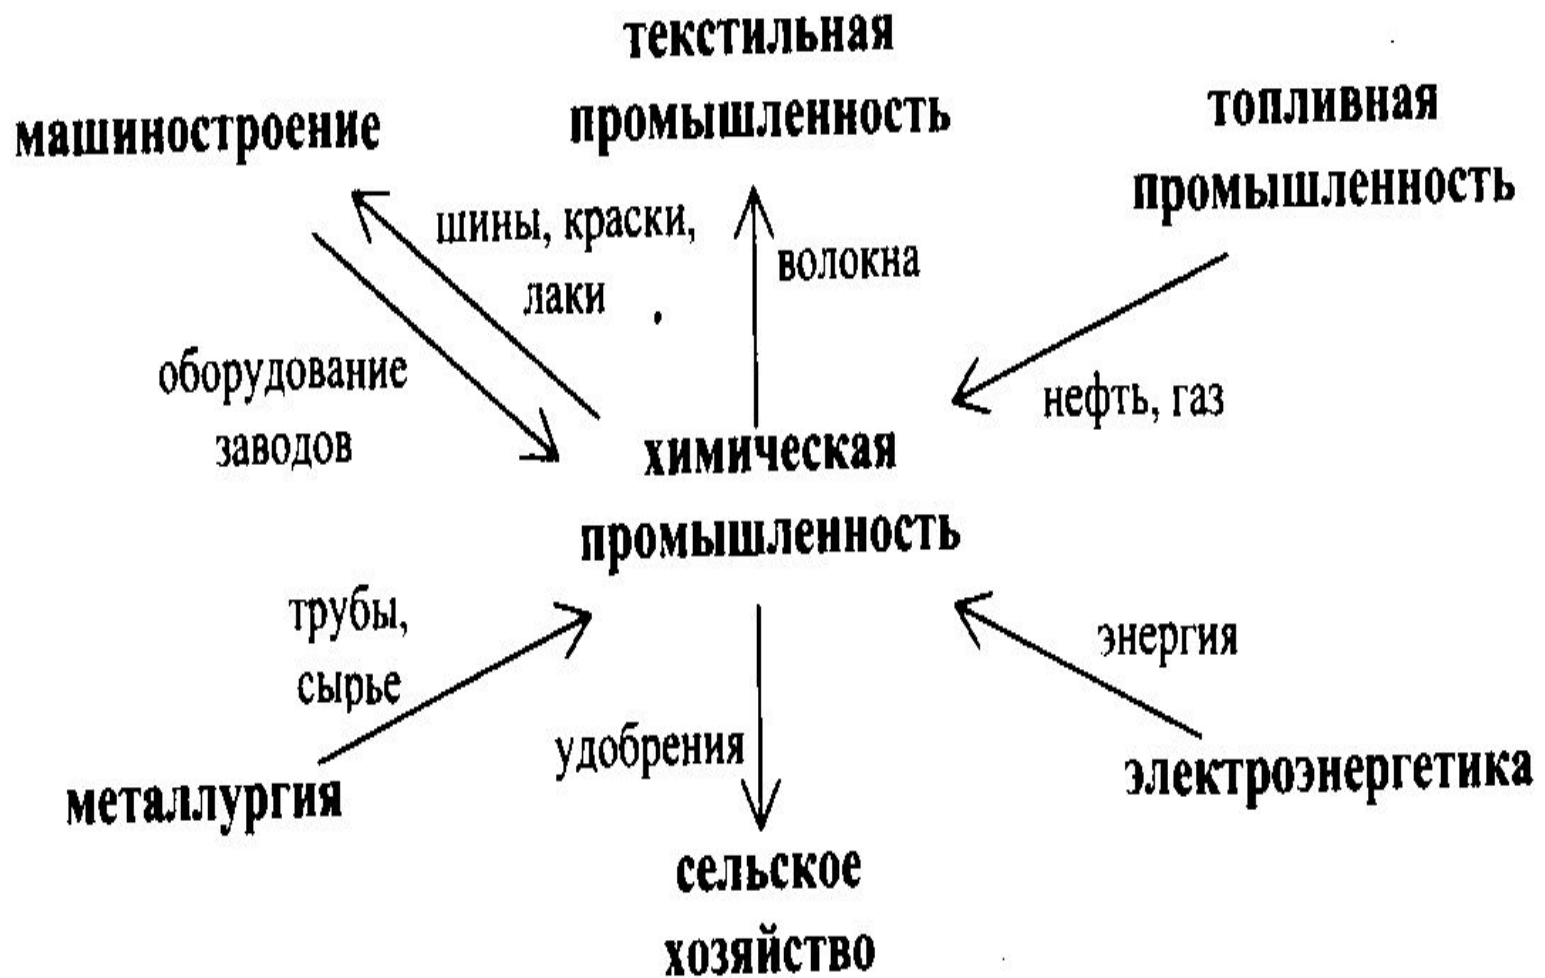 текстильная
промышленность
машиностроение
топливная
промышленность
шины, краски,
лаки
волокна
оборудование
заводов
нефть, газ
химическая
промышленность
трубы,
сырье
энергия
удобрения
металлургия
электроэнергетика
сельское
хозяйство